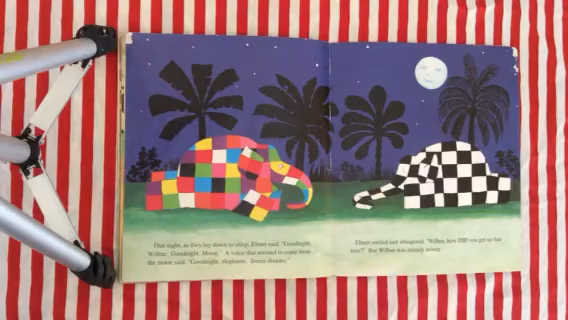 That night, as they lay down to sleep, Elmer said, "Goodnight,
Wilbur. Goodnight, Moon." A voice that seemed to come from
the moon said, "Goodnight, elephants. Sweet dreams."
Elmer smiled and whispered, "Wilbur, how DID you get up that
tree?" But Wilbur was already asleep.